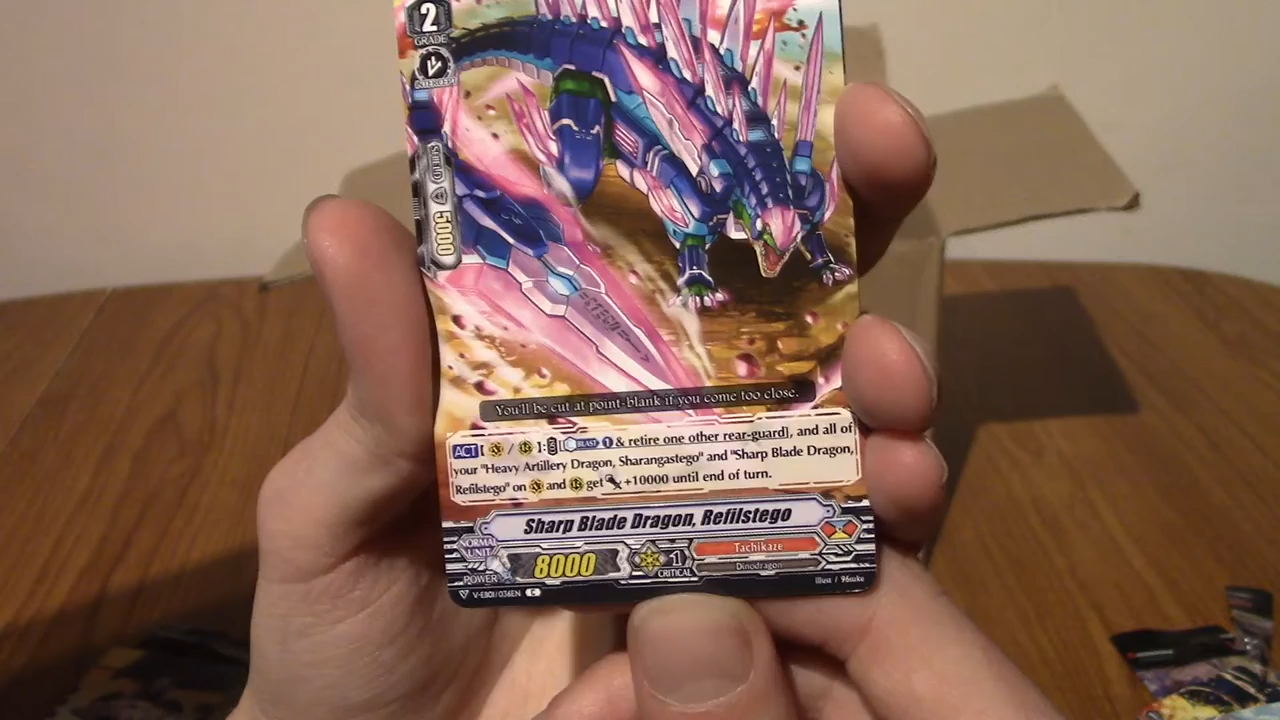 2
GRADE
INTERCEPT
SHIELD
5000
You'll be cut at point-blank if you come too close.
ACT [ / ]:COST [ BLAST 1 & retire one other rear-guard], and all of
your "Heavy Artillery Dragon, Sharangastego" and "Sharp Blade Dragon,
Refilstego" on and get +10000 until end of turn.
Sharp Blade Dragon, Refilstego
NORMAL
UNIT
POWER
8000
1
CRITICAL
Tachikaze
Dinodragon
V-EB01/036EN C
Illust / 96suke